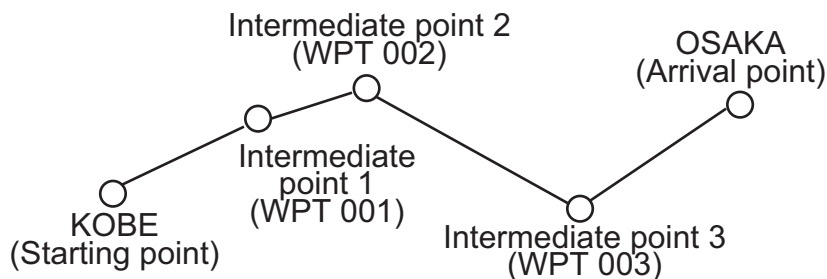 Intermediate point 2
(WPT 002)
OSAKA
(Arrival point)
Intermediate
point 1
(WPT 001)
KOBE
(Starting point)
Intermediate point 3
(WPT 003)